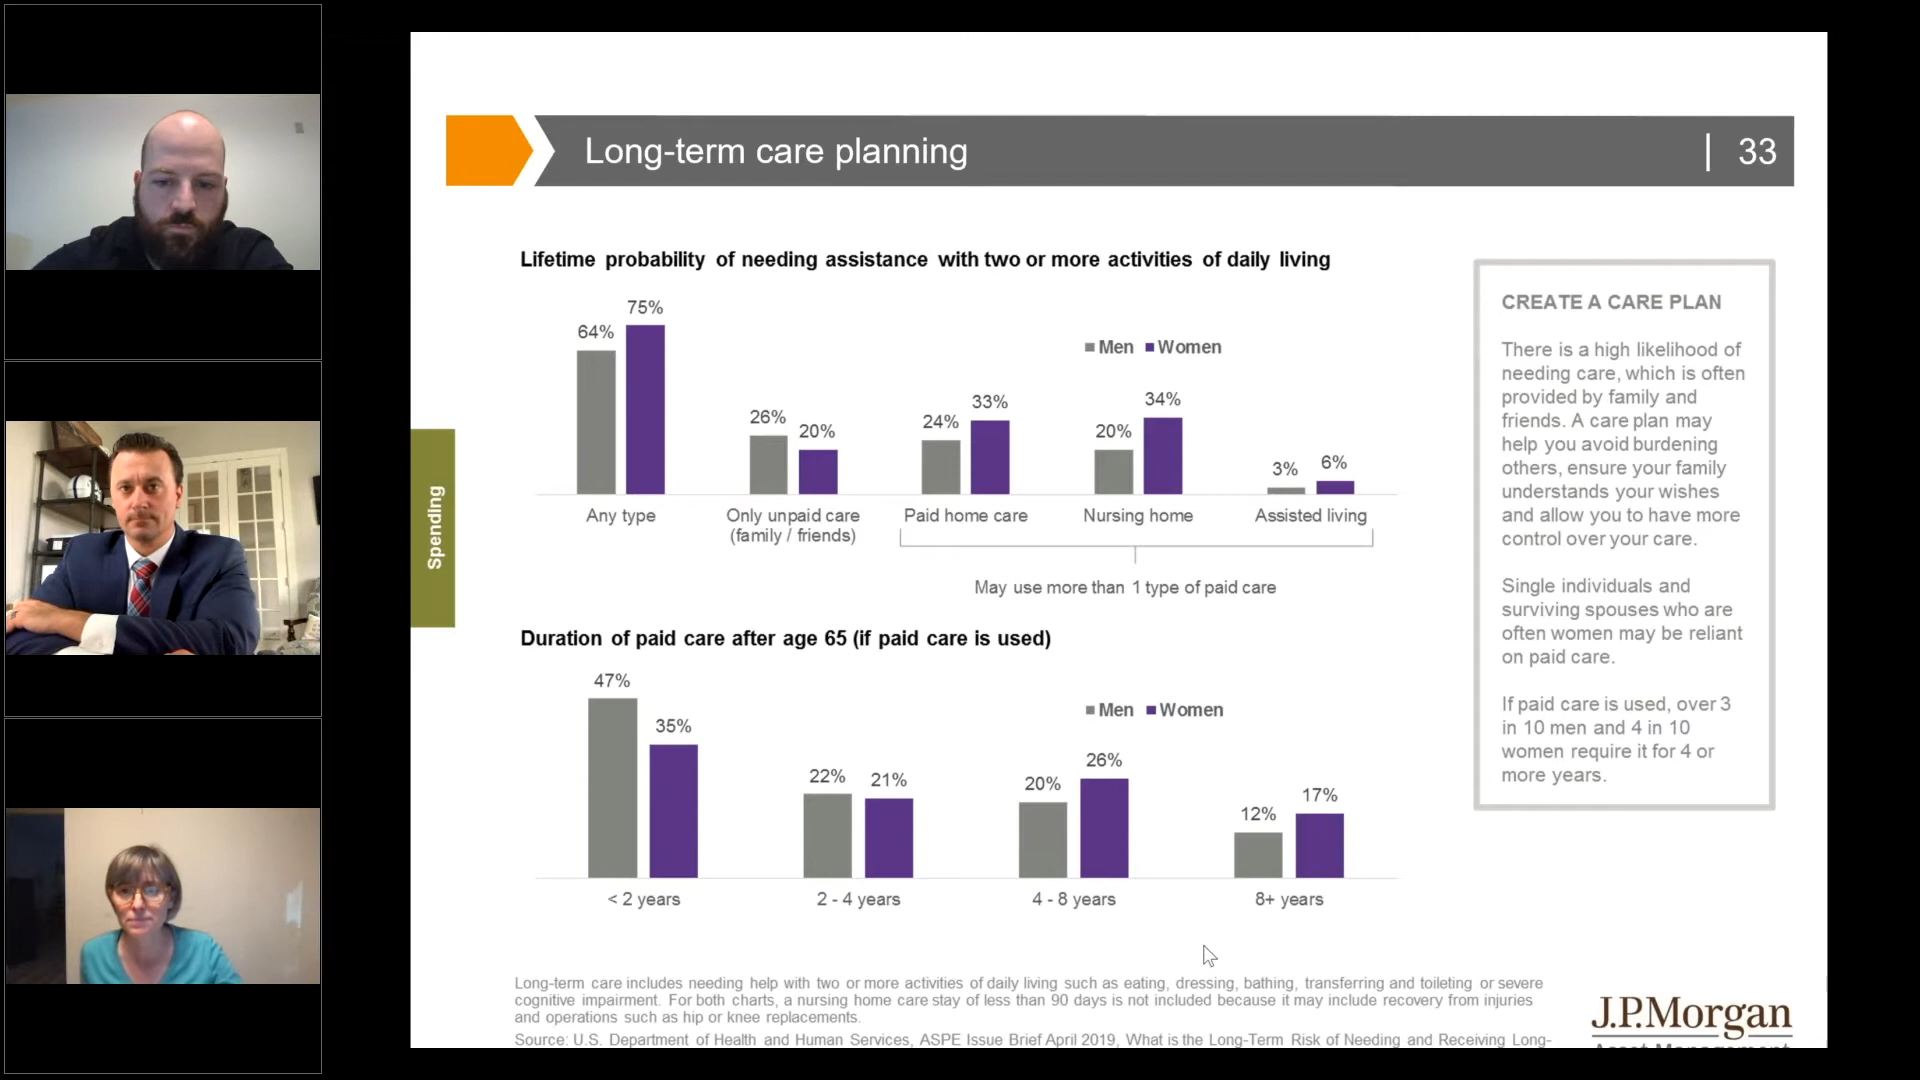 Long-term care planning | 33
Lifetime probability of needing assistance with two or more activities of daily living
75%
64%
Men Women
26%
20%
24%
33%
20%
34%
3%
6%
Any type
Only unpaid care
(family / friends)
Paid home care
Nursing home
Assisted living
May use more than 1 type of paid care
Spending
Duration of paid care after age 65 (if paid care is used)
47%
35%
Men Women
22%
21%
20%
26%
12%
17%
< 2 years
2 - 4 years
4 - 8 years
8+ years
CREATE A CARE PLAN
There is a high likelihood of
needing care, which is often
provided by family and
friends. A care plan may
help you avoid burdening
others, ensure your family
understands your wishes
and allow you to have more
control over your care.
Single individuals and
surviving spouses who are
often women may be reliant
on paid care.
If paid care is used, over 3
in 10 men and 4 in 10
women require it for 4 or
more years.
Long-term care includes needing help with two or more activities of daily living such as eating, dressing, bathing, transferring and toileting or severe
cognitive impairment. For both charts, a nursing home care stay of less than 90 days is not included because it may include recovery from injuries
and operations such as hip or knee replacements.
Source: U.S. Department of Health and Human Services, ASPE Issue Brief April 2019, What is the Long-Term Risk of Needing and Receiving Long-
J.P.Morgan
Asset Management